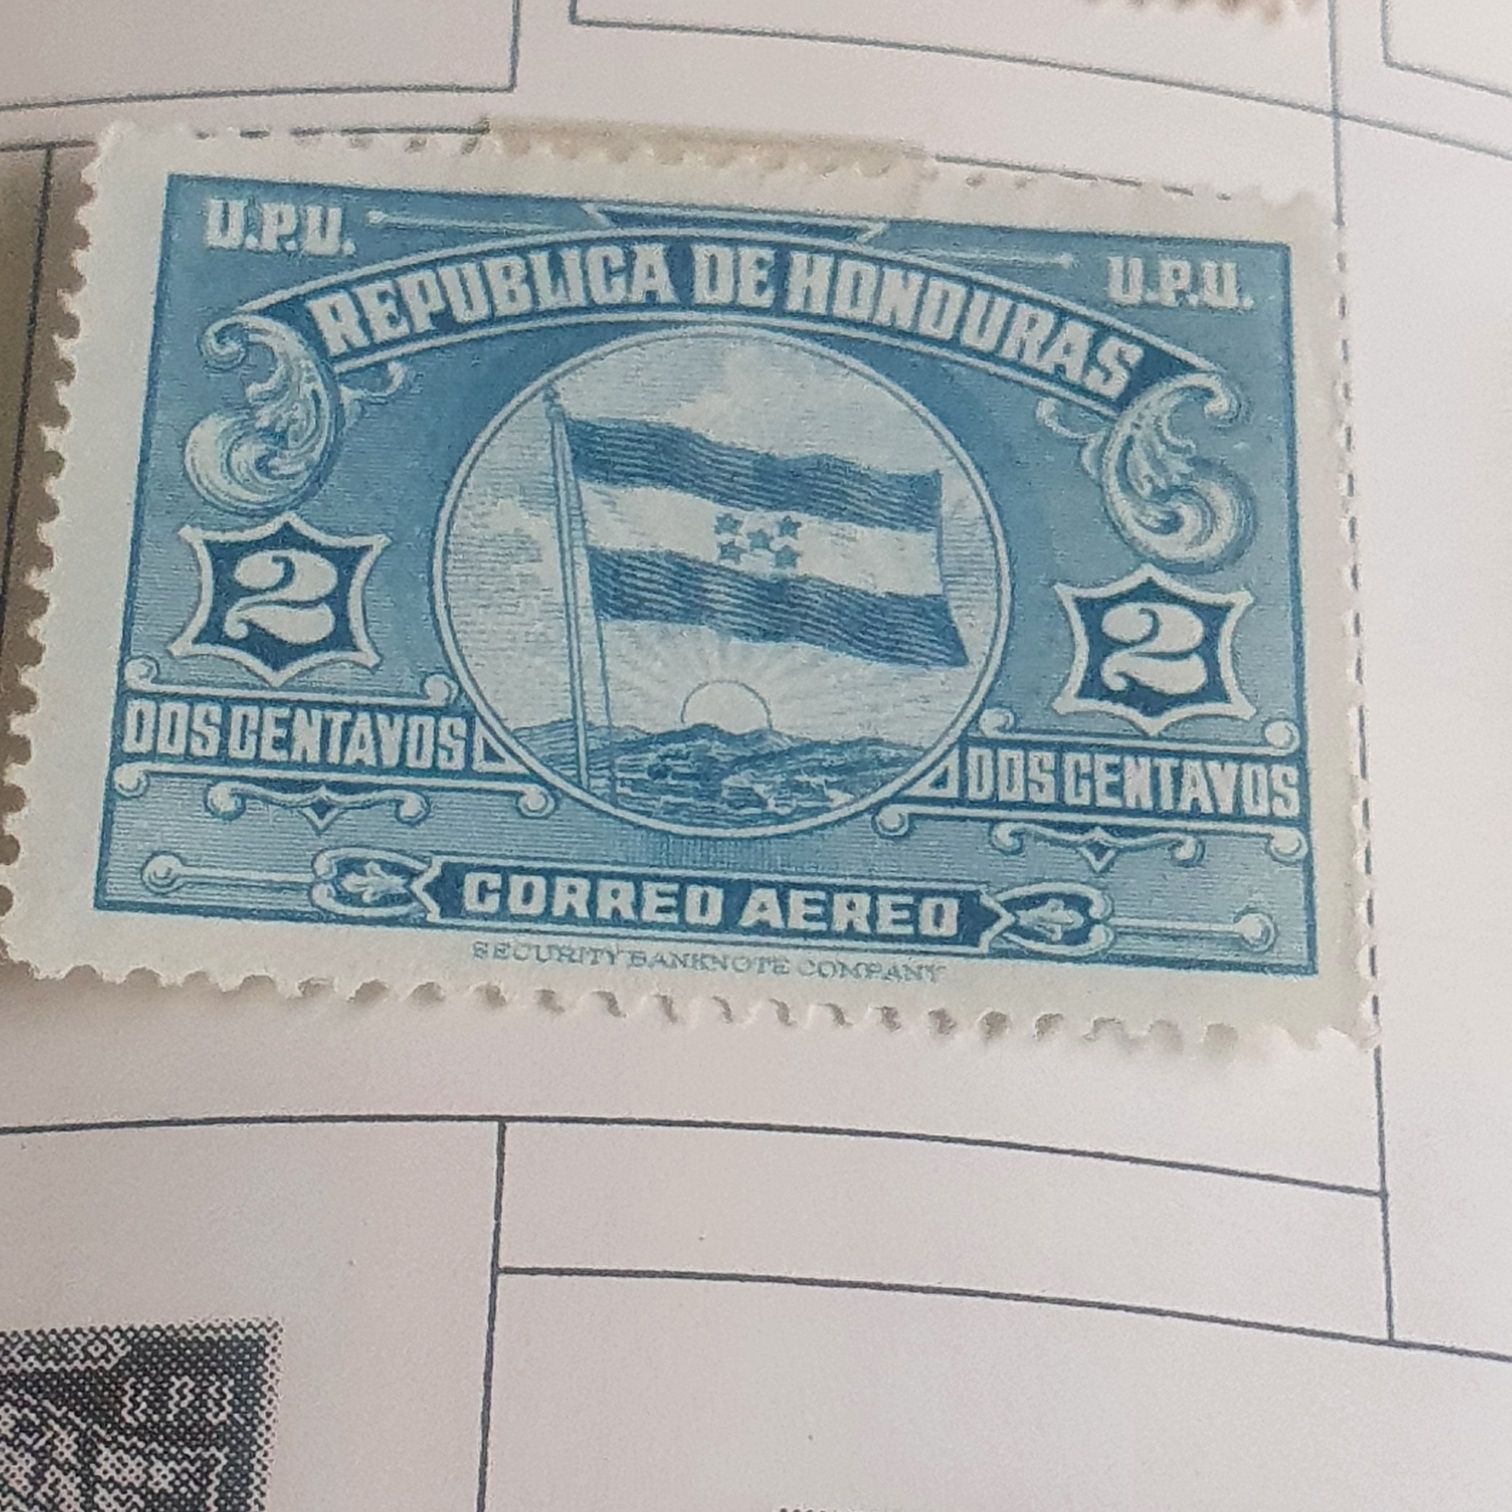 U.P.U.
U.P.U.
REPUBLICA DE HONDURAS
2
2
DOS CENTAVOS
DOS CENTAVOS
CORREO AEREO
SECURITY BANKNOTE COMPANY